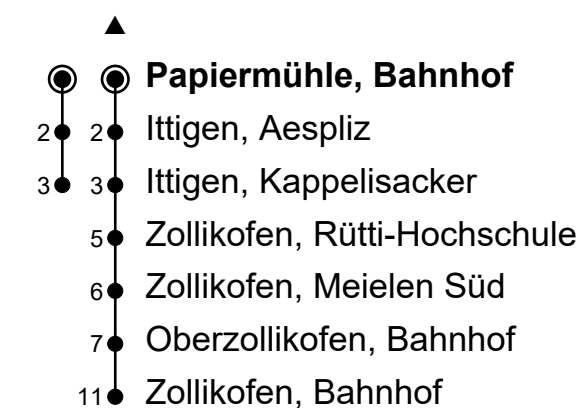 Papiermühle, Bahnhof
2 2 Ittigen, Aespliz
3 3 Ittigen, Kappelisacker
5 Zollikofen, Rütti-Hochschule
6 Zollikofen, Meielen Süd
7 Oberzollikofen, Bahnhof
11 Zollikofen, Bahnhof